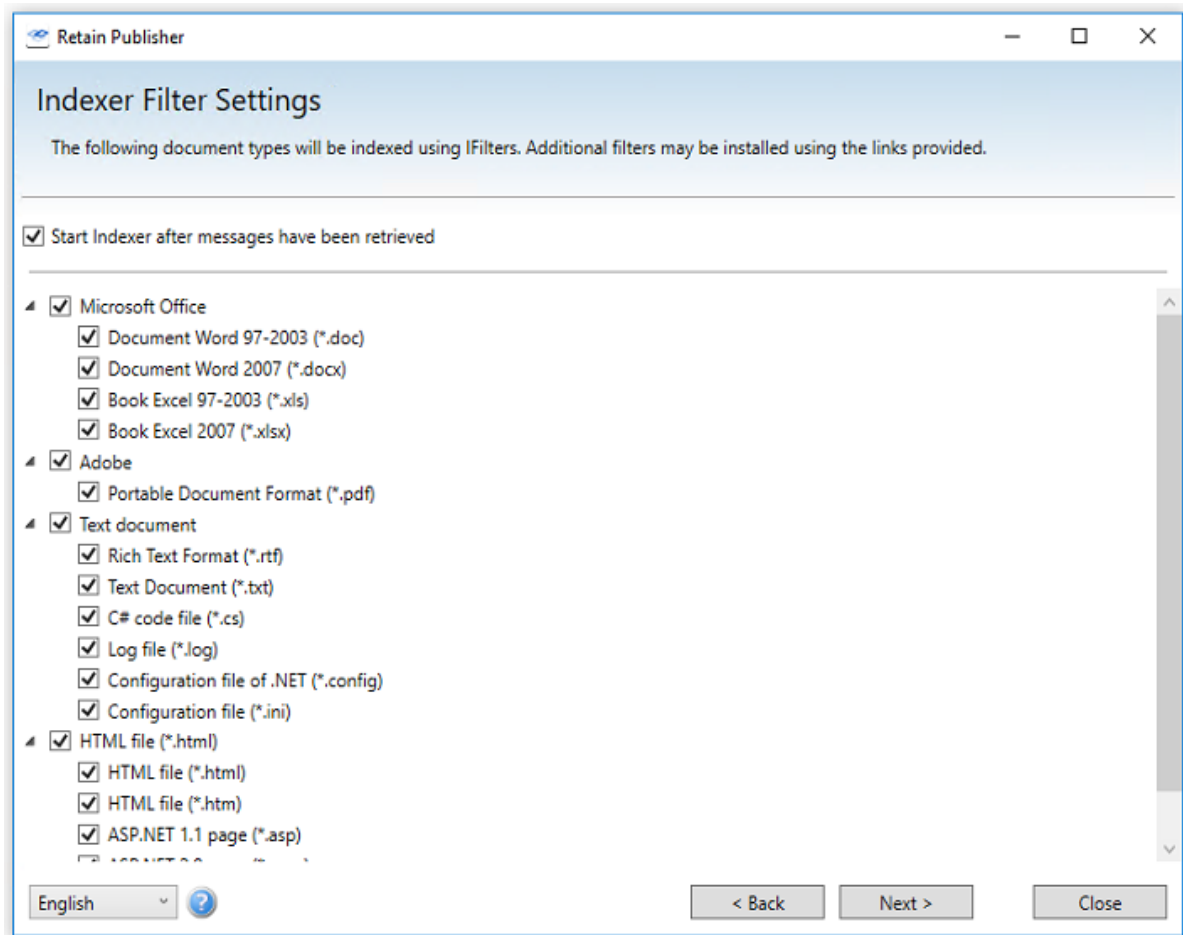 Retain Publisher
Indexer Filter Settings
The following document types will be indexed using IFilters. Additional filters may be installed using the links provided.
Start Indexer after messages have been retrieved
Microsoft Office
Document Word 97-2003 (*.doc)
Document Word 2007 (*.docx)
Book Excel 97-2003 (*.xls)
Book Excel 2007 (*.xlsx)
Adobe
Portable Document Format (*.pdf)
Text document
Rich Text Format (*.rtf)
Text Document (*.txt)
C# code file (*.cs)
Log file (*.log)
Configuration file of .NET (*.config)
Configuration file (*.ini)
HTML file (*.html)
HTML file (*.html)
HTML file (*.htm)
ASP.NET 1.1 page (*.asp)
English
< Back
Next >
Close